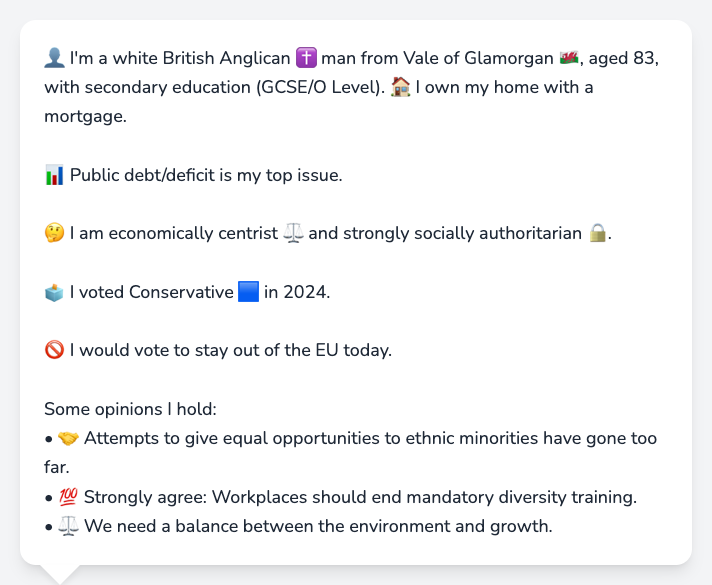 👤 I'm a white British Anglican ✝️ man from Vale of Glamorgan 🏴󠁧󠁢󠁷󠁬󠁳󠁿, aged 83,
with secondary education (GCSE/O Level). 🏠 I own my home with a
mortgage.
📊 Public debt/deficit is my top issue.
🤔 I am economically centrist ⚖️ and strongly socially authoritarian 🔒.
🗳️ I voted Conservative 🟦 in 2024.
🚫 I would vote to stay out of the EU today.
Some opinions I hold:
• 🤝 Attempts to give equal opportunities to ethnic minorities have gone too
far.
• 💯 Strongly agree: Workplaces should end mandatory diversity training.
• ⚖️ We need a balance between the environment and growth.